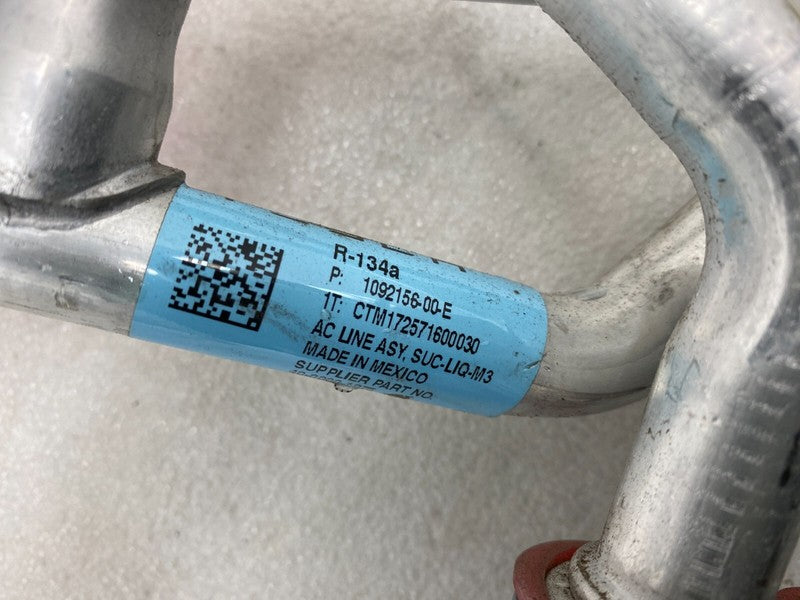 R-134a
P: 1092156-00-E
1T: CTM172571600030
AC LINE ASY, SUC-LIQ-M3
MADE IN MEXICO
SUPPLIER PART NO.